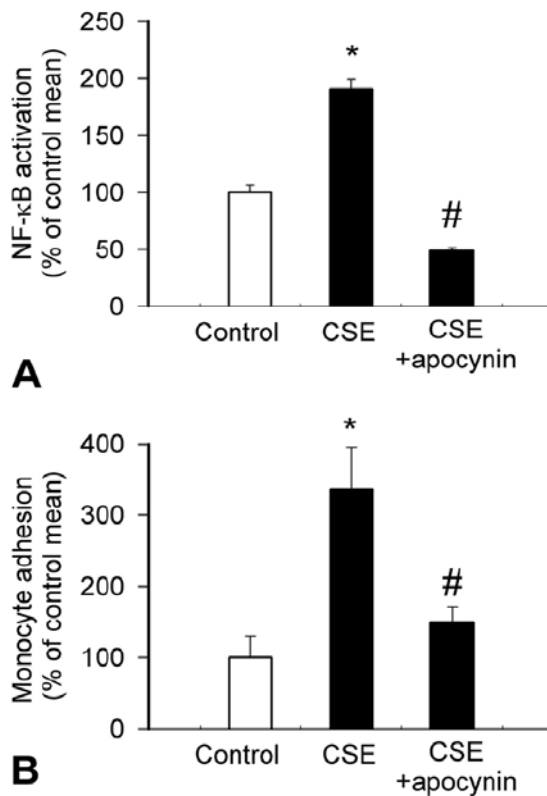 NF-κB activation
(% of control mean)
250
200
150
100
50
0
*
#
Control
CSE
CSE
+apocynin
A
Monocyte adhesion
(% of control mean)
400
300
200
100
0
*
#
Control
CSE
CSE
+apocynin
B